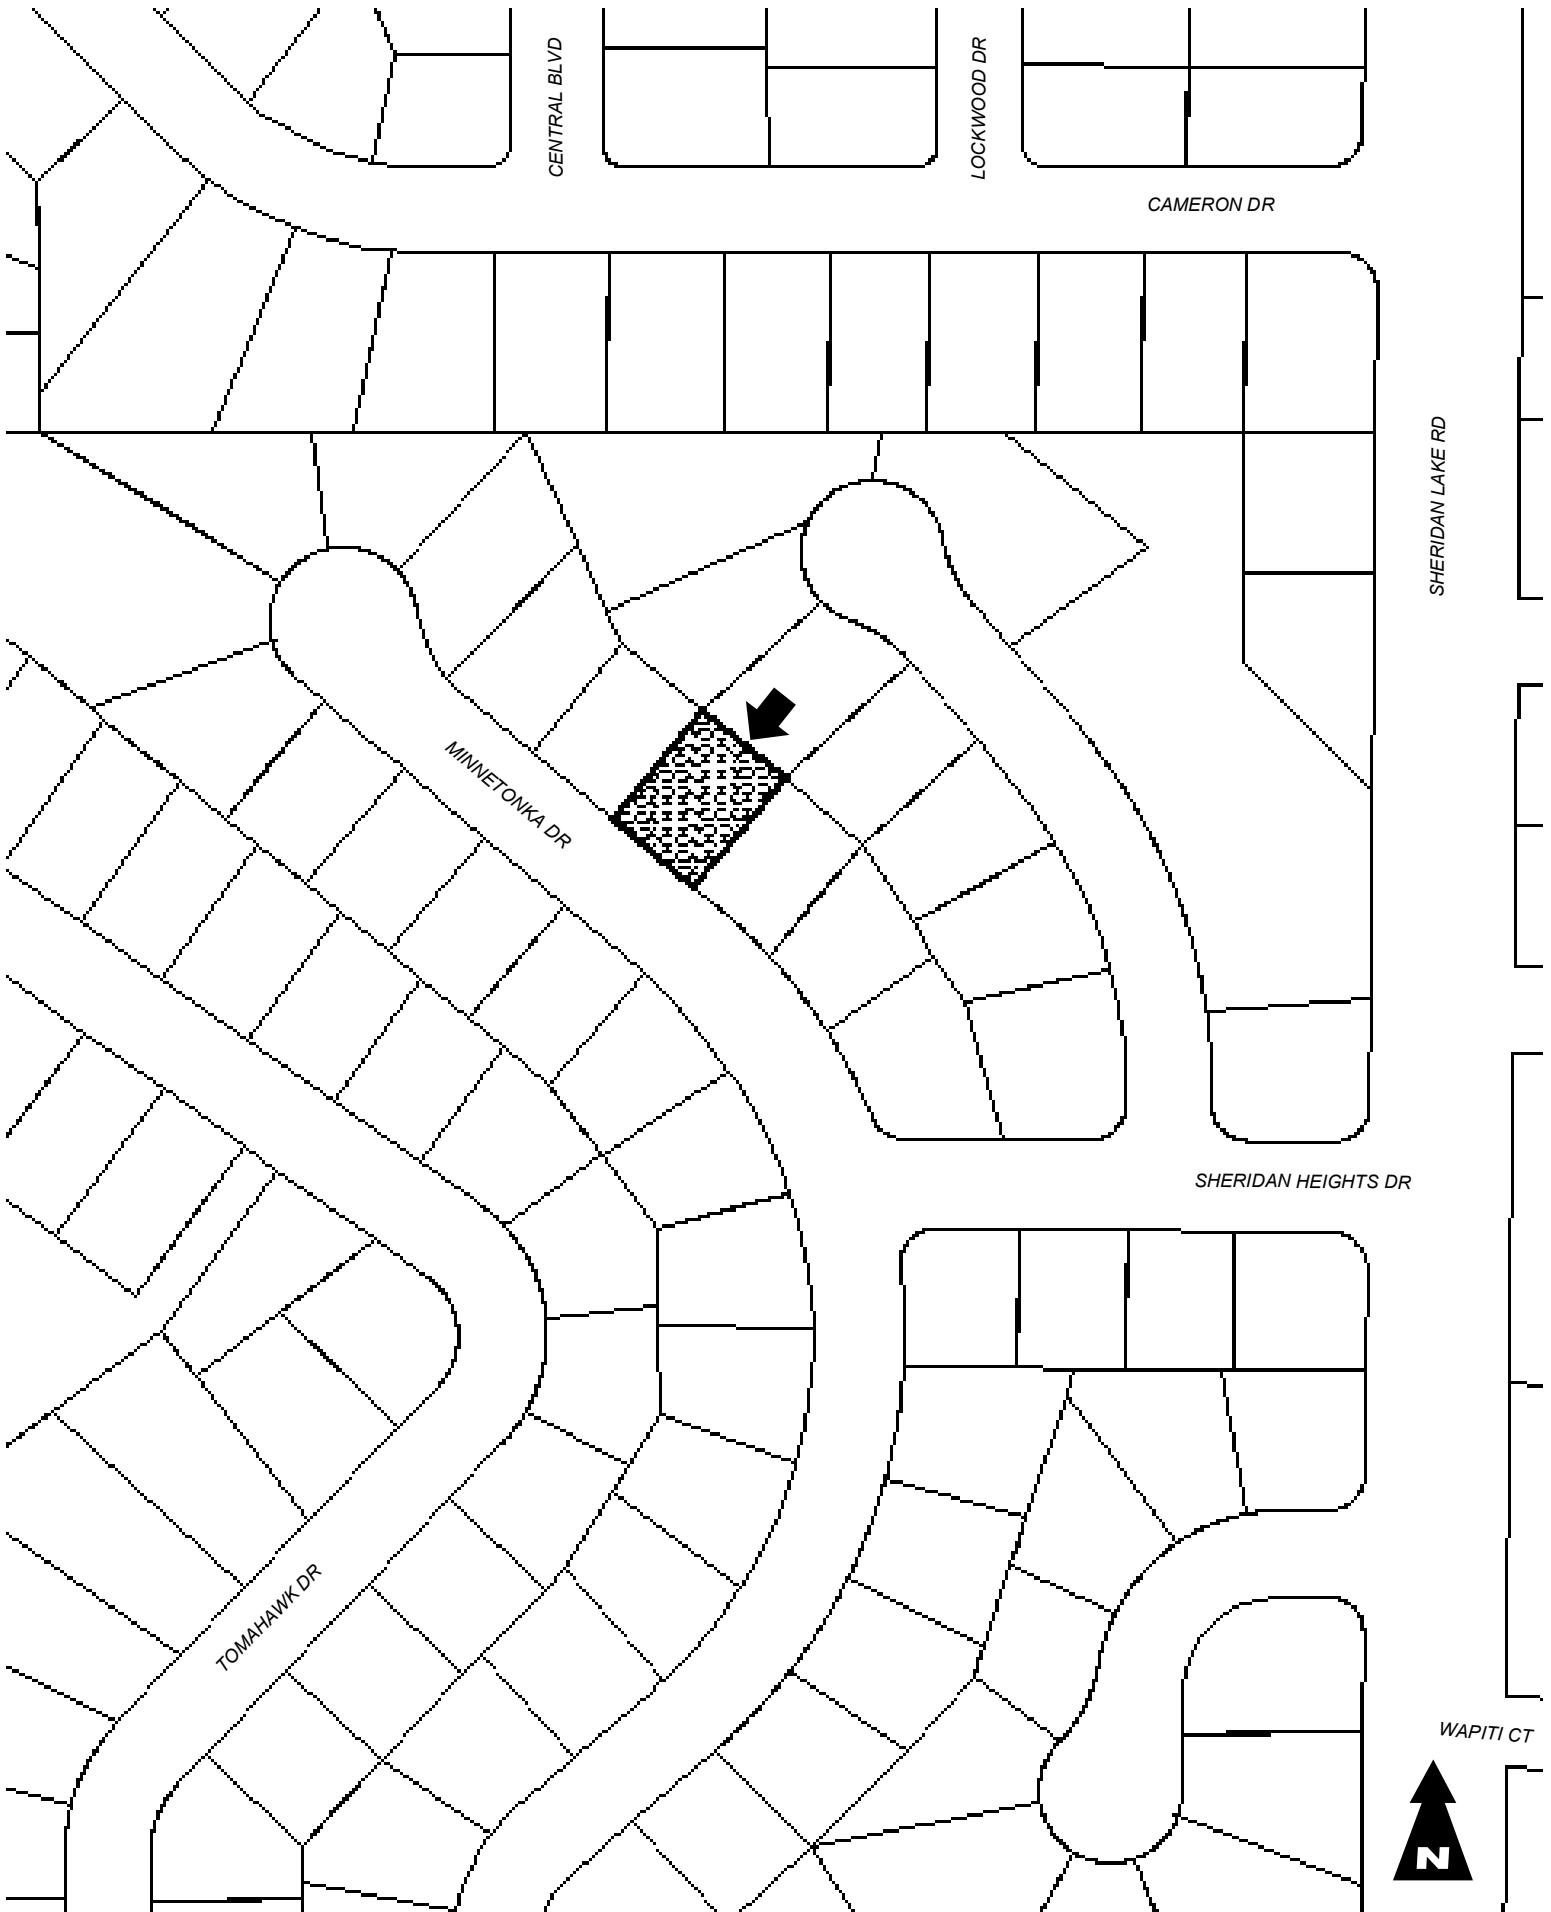 CENTRAL BLVD
LOCKWOOD DR
CAMERON DR
SHERIDAN LAKE RD
MINNETONKA DR
SHERIDAN HEIGHTS DR
TOMAHAWK DR
WAPITI CT
N